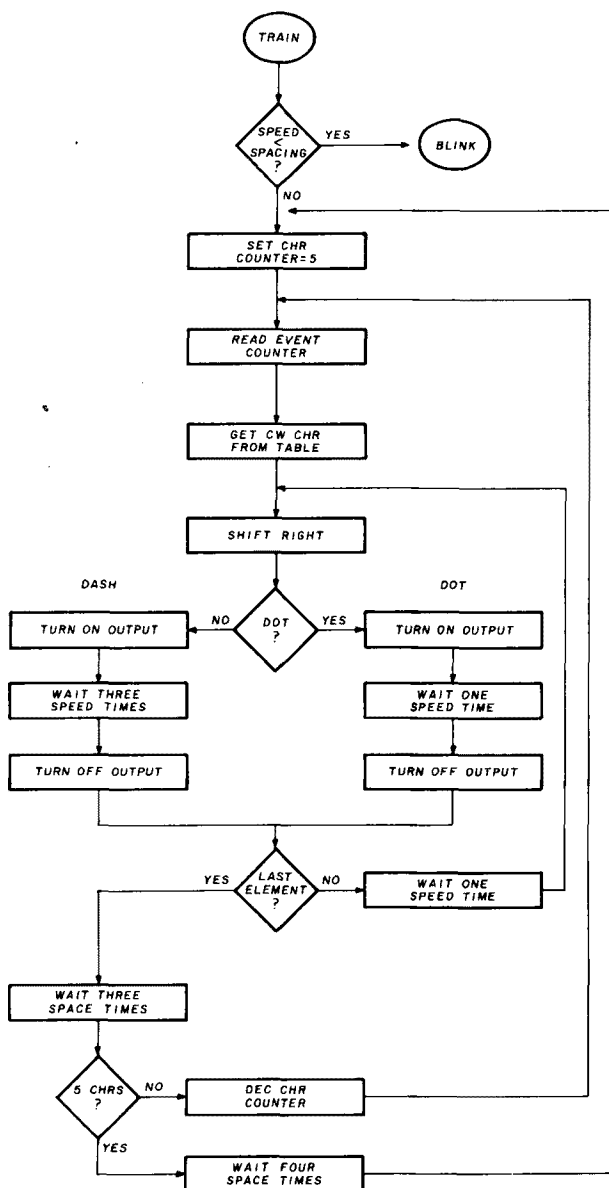 TRAIN
SPEED
<
SPACING
?
YES
BLINK
NO
SET CHR
COUNTER=5
READ EVENT
COUNTER
GET CW CHR
FROM TABLE
SHIFT RIGHT
DASH
DOT
NO
DOT
?
YES
TURN ON OUTPUT
TURN ON OUTPUT
WAIT THREE
SPEED TIMES
WAIT ONE
SPEED TIME
TURN OFF OUTPUT
TURN OFF OUTPUT
YES
LAST
ELEMENT
?
NO
WAIT ONE
SPEED TIME
WAIT THREE
SPACE TIMES
5 CHRS
?
NO
DEC CHR
COUNTER
YES
WAIT FOUR
SPACE TIMES